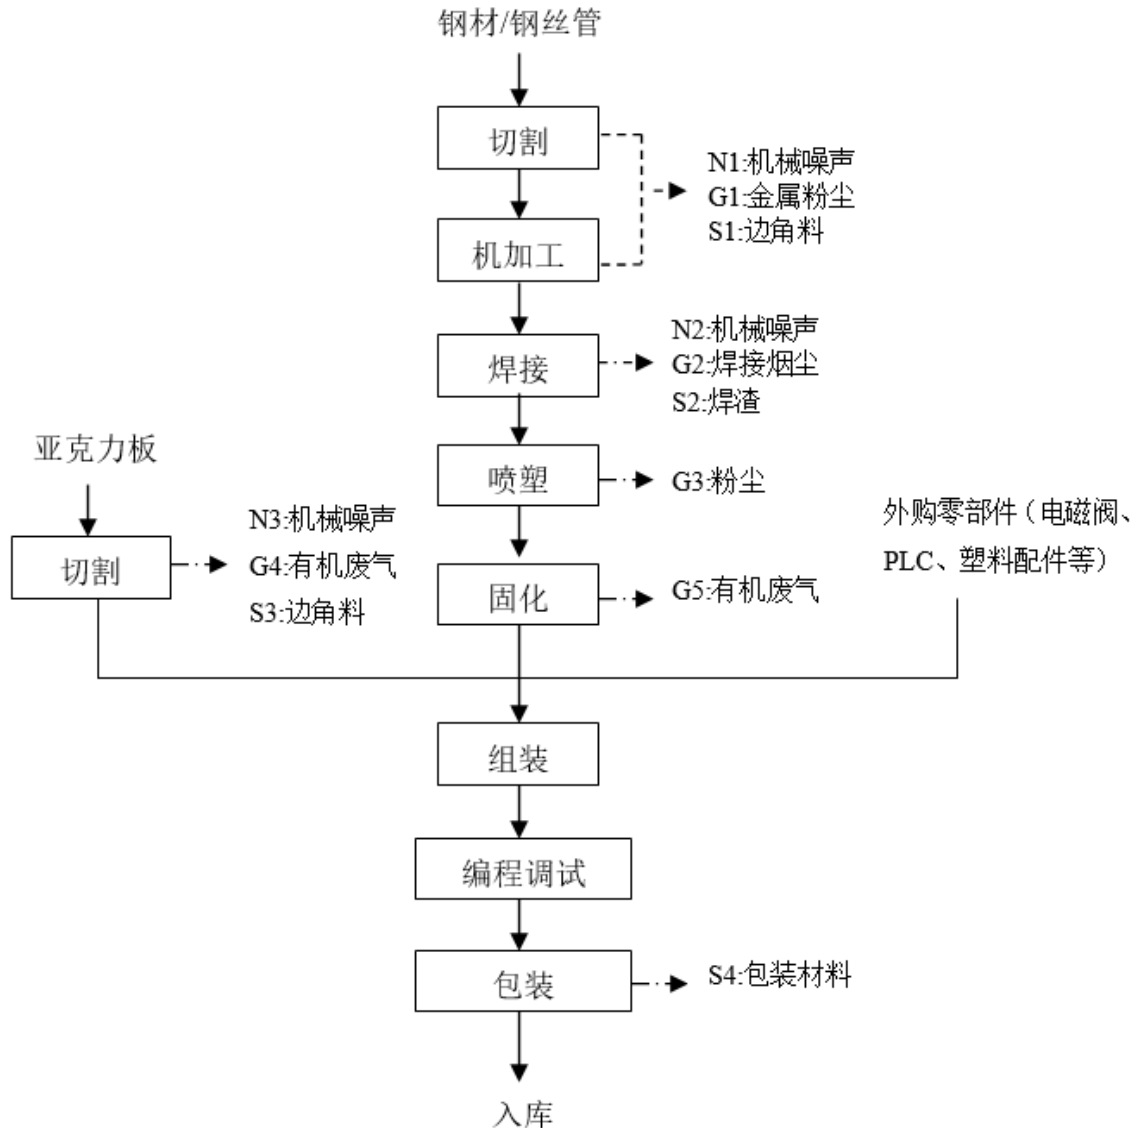 钢材/钢丝管
切割
N1:机械噪声
G1:金属粉尘
S1:边角料
机加工
N2:机械噪声
焊接
G2:焊接烟尘
S2:焊渣
亚克力板
喷塑
G3:粉尘
N3:机械噪声
切割
G4:有机废气
S3:边角料
外购零部件（电磁阀、
PLC、塑料配件等）
固化
G5:有机废气
组装
编程调试
包装
S4:包装材料
入库